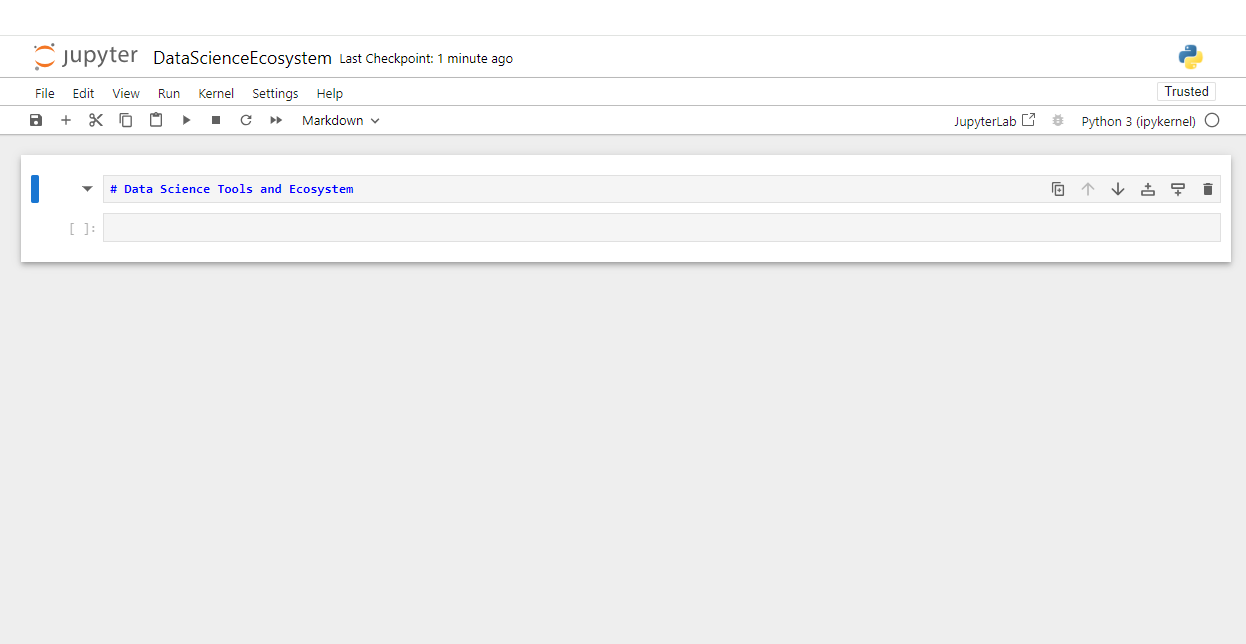 jupyter DataScienceEcosystem Last Checkpoint: 1 minute ago
File Edit View Run Kernel Settings Help Trusted
Markdown JupyterLab Python 3 (ipykernel)
# Data Science Tools and Ecosystem
[ ]: